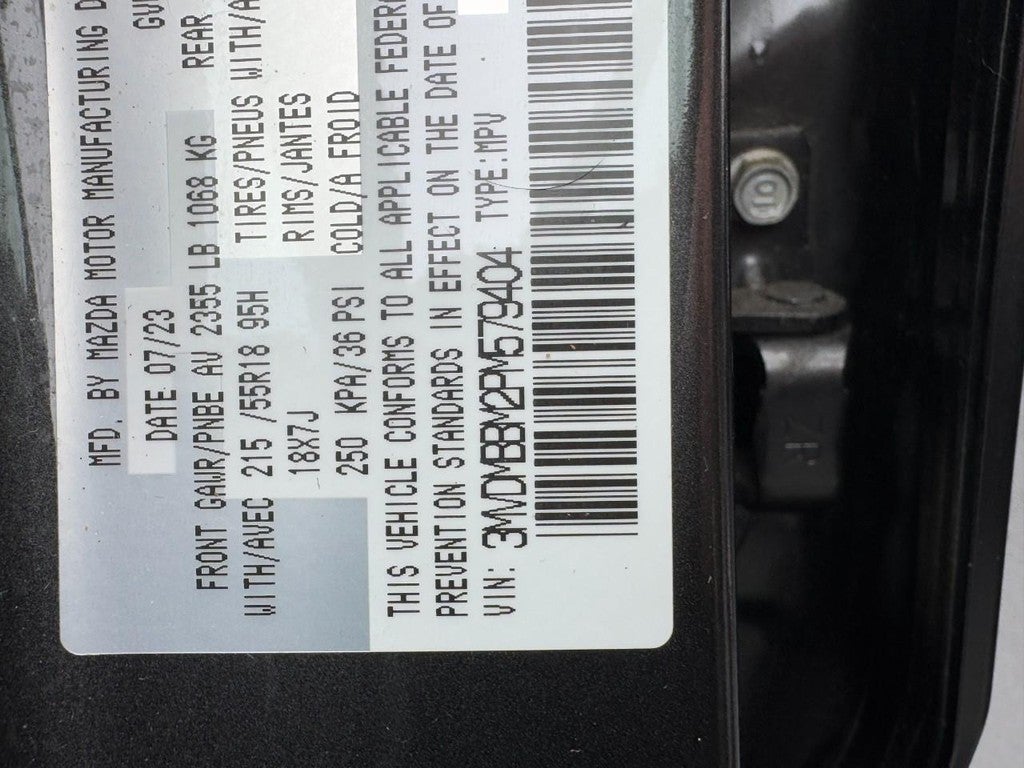 MFD. BY MAZDA MOTOR MANUFACTURING D
DATE 07/23 GV
FRONT GAWR/PNBE AV 2355 LB 1068 KG REAR
WITH/AVEC 215 /55R18 95H TIRES/PNEUS WITH/A
18X7J RIMS/JANTES
250 KPA/36 PSI COLD/A FROID
THIS VEHICLE CONFORMS TO ALL APPLICABLE FEDERA
PREVENTION STANDARDS IN EFFECT ON THE DATE OF
VIN: 3MVDMBBM2PM579404 TYPE:MPV